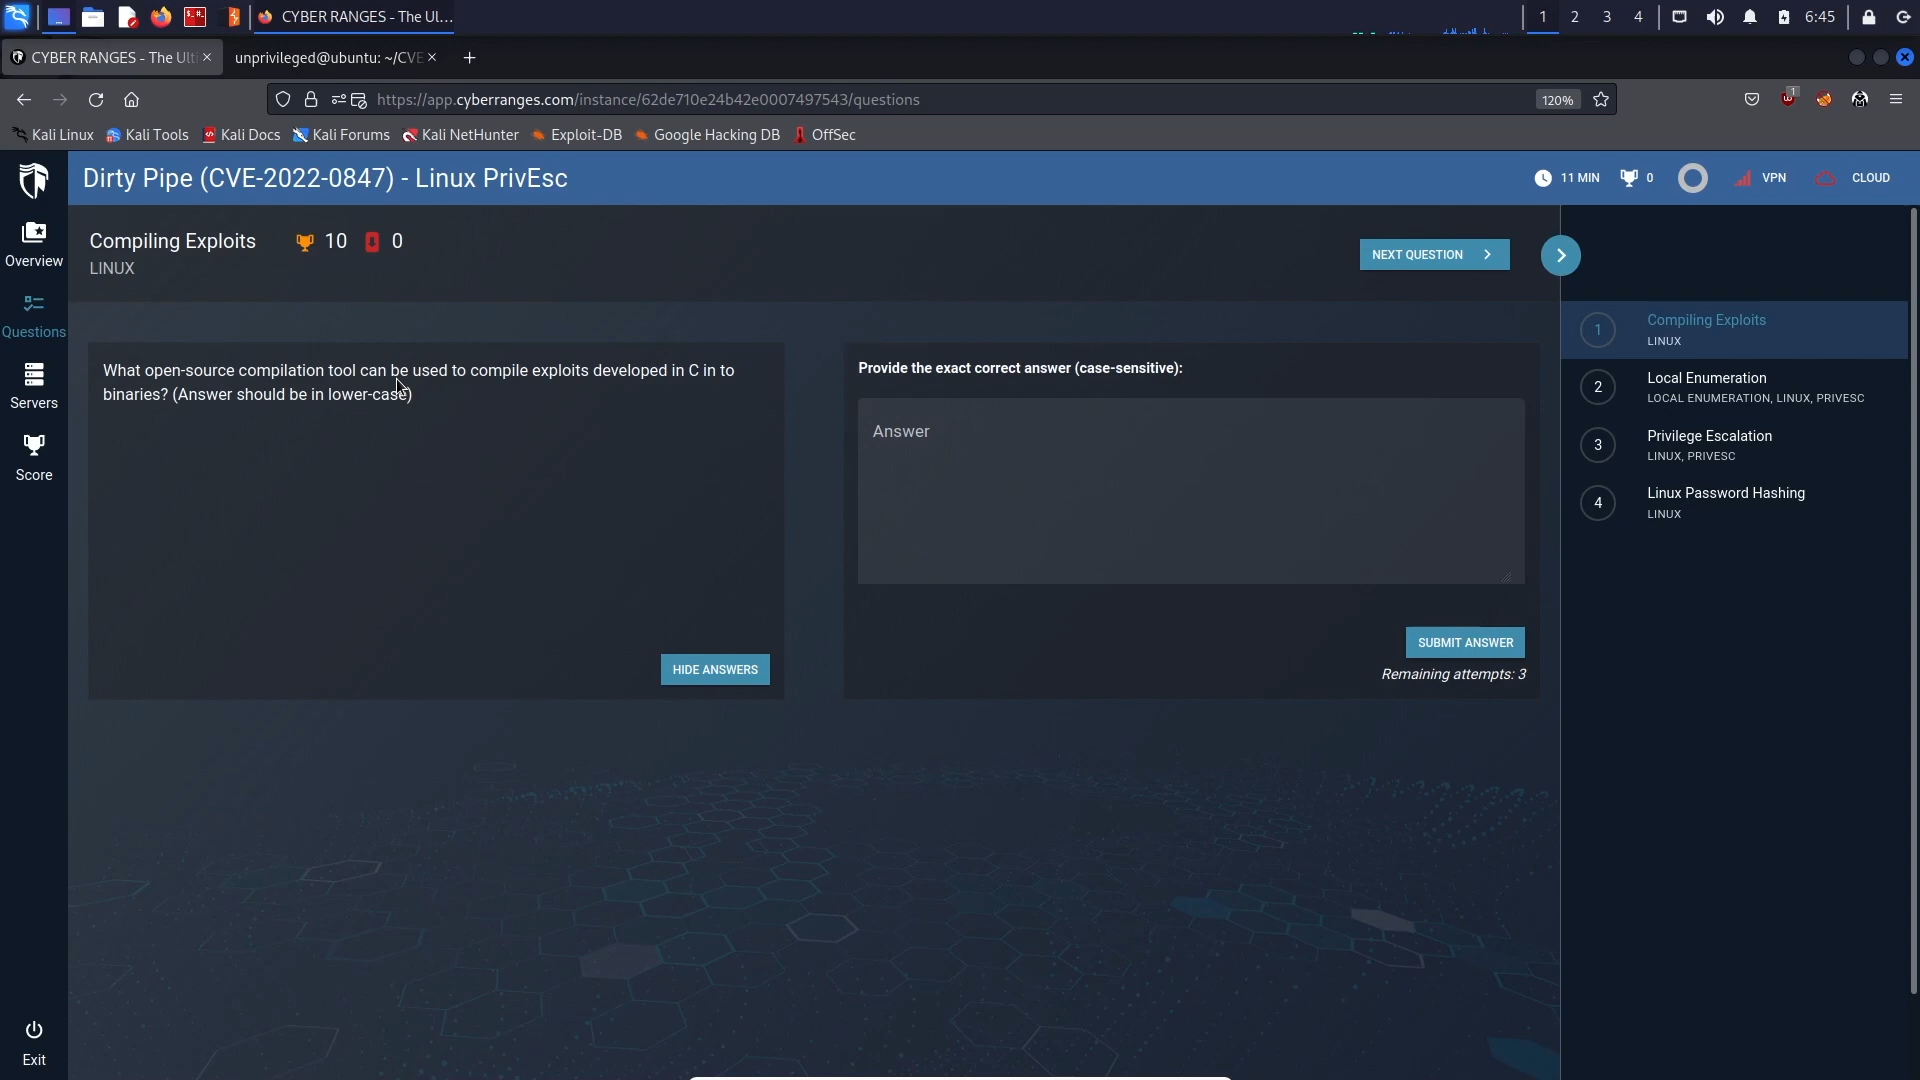 CYBER RANGES - The Ul...
1 2 3 4
6:45
CYBER RANGES - The Ult
unprivileged@ubuntu: ~/CVE
https://app.cyberranges.com/instance/62de710e24b42e0007497543/questions
120%
1
Kali Linux
Kali Tools
Kali Docs
Kali Forums
Kali NetHunter
Exploit-DB
Google Hacking DB
OffSec
Dirty Pipe (CVE-2022-0847) - Linux PrivEsc
11 MIN
0
VPN
CLOUD
Overview
Questions
Servers
Score
Exit
Compiling Exploits
10
0
LINUX
NEXT QUESTION
What open-source compilation tool can be used to compile exploits developed in C in to
binaries? (Answer should be in lower-case)
HIDE ANSWERS
Provide the exact correct answer (case-sensitive):
Answer
SUBMIT ANSWER
Remaining attempts: 3
1
Compiling Exploits
LINUX
2
Local Enumeration
LOCAL ENUMERATION, LINUX, PRIVESC
3
Privilege Escalation
LINUX, PRIVESC
4
Linux Password Hashing
LINUX